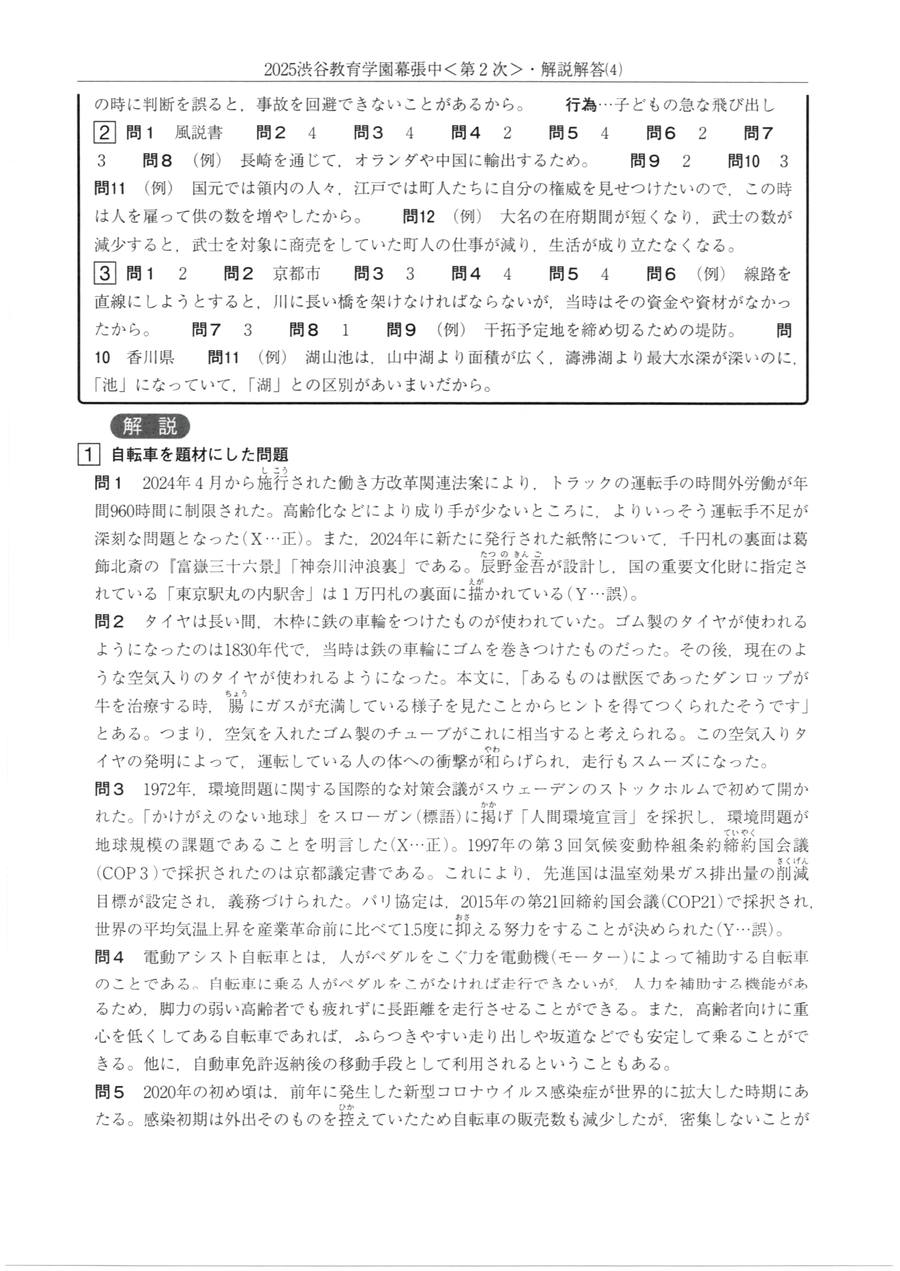 2025渋谷教育学園幕張中<第2次>・解説解答(4)
の時に判断を誤ると，事故を回避できないことがあるから。　行為…子どもの急な飛び出し
2 問1 風説書 問2 4 問3 4 問4 2 問5 4 問6 2 問7
3 問8 （例） 長崎を通じて，オランダや中国に輸出するため。 問9 2 問10 3
問11 （例） 国元では領内の人々，江戸では町人たちに自分の権威を見せつけたいので，この時
は人を雇って供の数を増やしたから。 問12 （例） 大名の在府期間が短くなり，武士の数が
減少すると，武士を対象に商売をしていた町人の仕事が減り，生活が成り立たなくなる。
3 問1 2 問2 京都市 問3 3 問4 4 問5 4 問6 （例） 線路を
直線にしようとすると，川に長い橋を架けなければならないが，当時はその資金や資材がなかっ
たから。 問7 3 問8 1 問9 （例） 干拓予定地を締め切るための堤防。 問
10 香川県 問11 （例） 湖山池は，山中湖より面積が広く，濤沸湖より最大水深が深いのに，
「池」になっていて，「湖」との区別があいまいだから。
解説
1 自転車を題材にした問題
問1 2024年4月から施行された働き方改革関連法案により，トラックの運転手の時間外労働が年
間960時間に制限された。高齢化などにより成り手が少ないところに，よりいっそう運転手不足が
深刻な問題となった(X…正)。また，2024年に新たに発行された紙幣について，千円札の裏面は葛
飾北斎の『富嶽三十六景』「神奈川沖浪裏」である。辰野金吾が設計し，国の重要文化財に指定さ
れている「東京駅丸の内駅舎」は1万円札の裏面に描かれている(Y…誤)。
問2 タイヤは長い間，木枠に鉄の車輪をつけたものが使われていた。ゴム製のタイヤが使われる
ようになったのは1830年代で，当時は鉄の車輪にゴムを巻きつけたものだった。その後，現在のよ
うな空気入りのタイヤが使われるようになった。本文に，「あるものは獣医であったダンロップが
牛を治療する時，腸にガスが充満している様子を見たことからヒントを得てつくられたそうです」
とある。つまり，空気を入れたゴム製のチューブがこれに相当すると考えられる。この空気入りタ
イヤの発明によって，運転している人の体への衝撃が和らげられ，走行もスムーズになった。
問3 1972年，環境問題に関する国際的な対策会議がスウェーデンのストックホルムで初めて開か
れた。「かけがえのない地球」をスローガン(標語)に掲げ「人間環境宣言」を採択し，環境問題が
地球規模の課題であることを明言した(X…正)。1997年の第3回気候変動枠組条約締約国会議
(COP3)で採択されたのは京都議定書である。これにより，先進国は温室効果ガス排出量の削減
目標が設定され，義務づけられた。パリ協定は，2015年の第21回締約国会議(COP21)で採択され，
世界の平均気温上昇を産業革命前に比べて1.5度に抑える努力をすることが決められた(Y…誤)。
問4 電動アシスト自転車とは，人がペダルをこぐ力を電動機(モーター)によって補助する自転車
のことである。自転車に乗る人がペダルをこがなければ走行できないが，人力を補助する機能があ
るため，脚力の弱い高齢者でも疲れずに長距離を走行させることができる。また，高齢者向けに重
心を低くしてある自転車であれば，ふらつきやすい走り出しや坂道などでも安定して乗ることがで
きる。他に，自動車免許返納後の移動手段として利用されるということもある。
問5 2020年の初め頃は，前年に発生した新型コロナウイルス感染症が世界的に拡大した時期にあ
たる。感染初期は外出そのものを控えていたため自転車の販売数も減少したが，密集しないことが